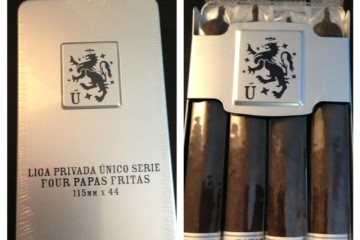 Ú
LIGA PRIVADA ÚNICO SERIE
FOUR PAPAS FRITAS
115MM X 44
Ú